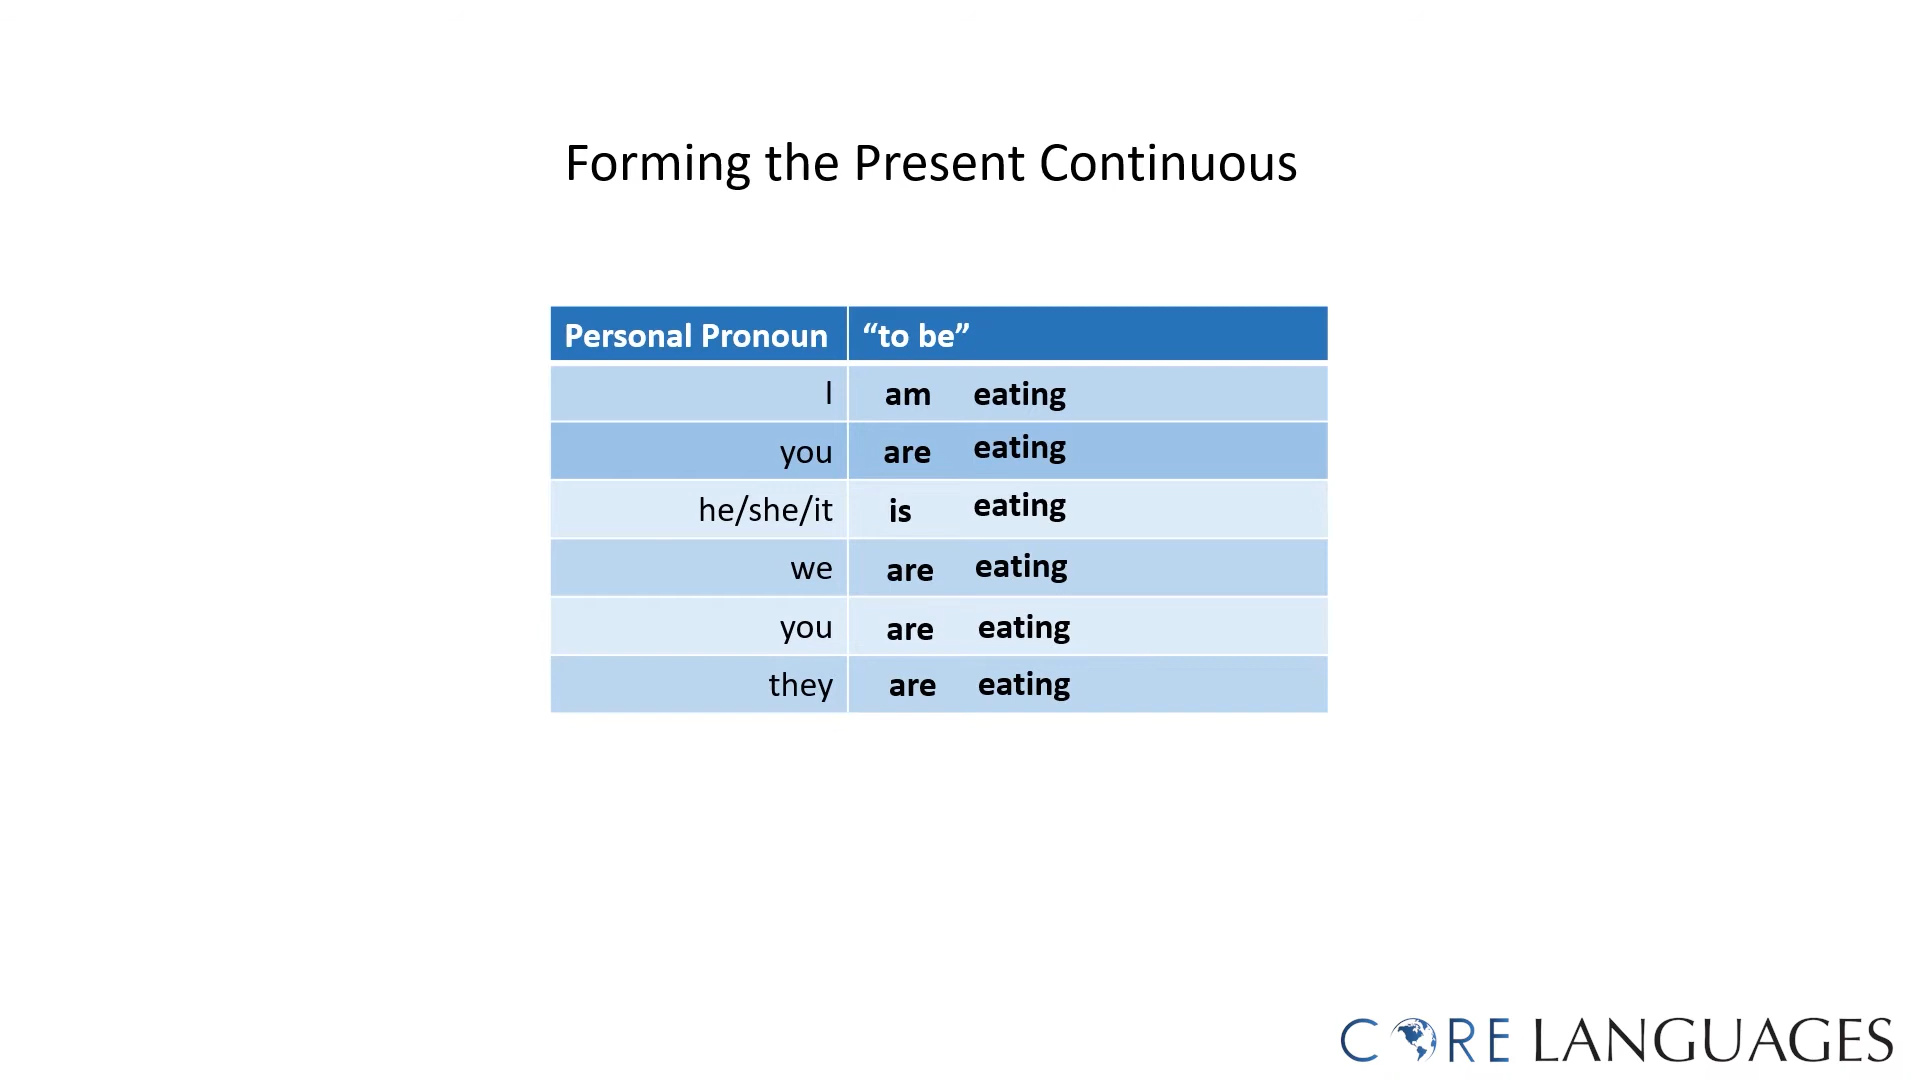 Forming the Present Continuous
Personal Pronoun “to be”
I am eating
you are eating
he/she/it is eating
we are eating
you are eating
they are eating
CORE LANGUAGES